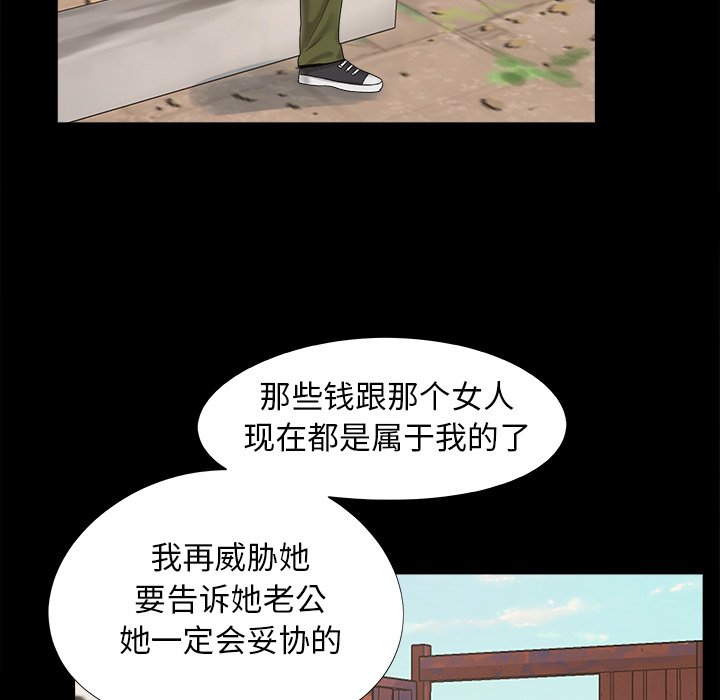 那些钱跟那个女人
现在都是属于我的了
我再威胁她
要告诉她老公
她一定会妥协的